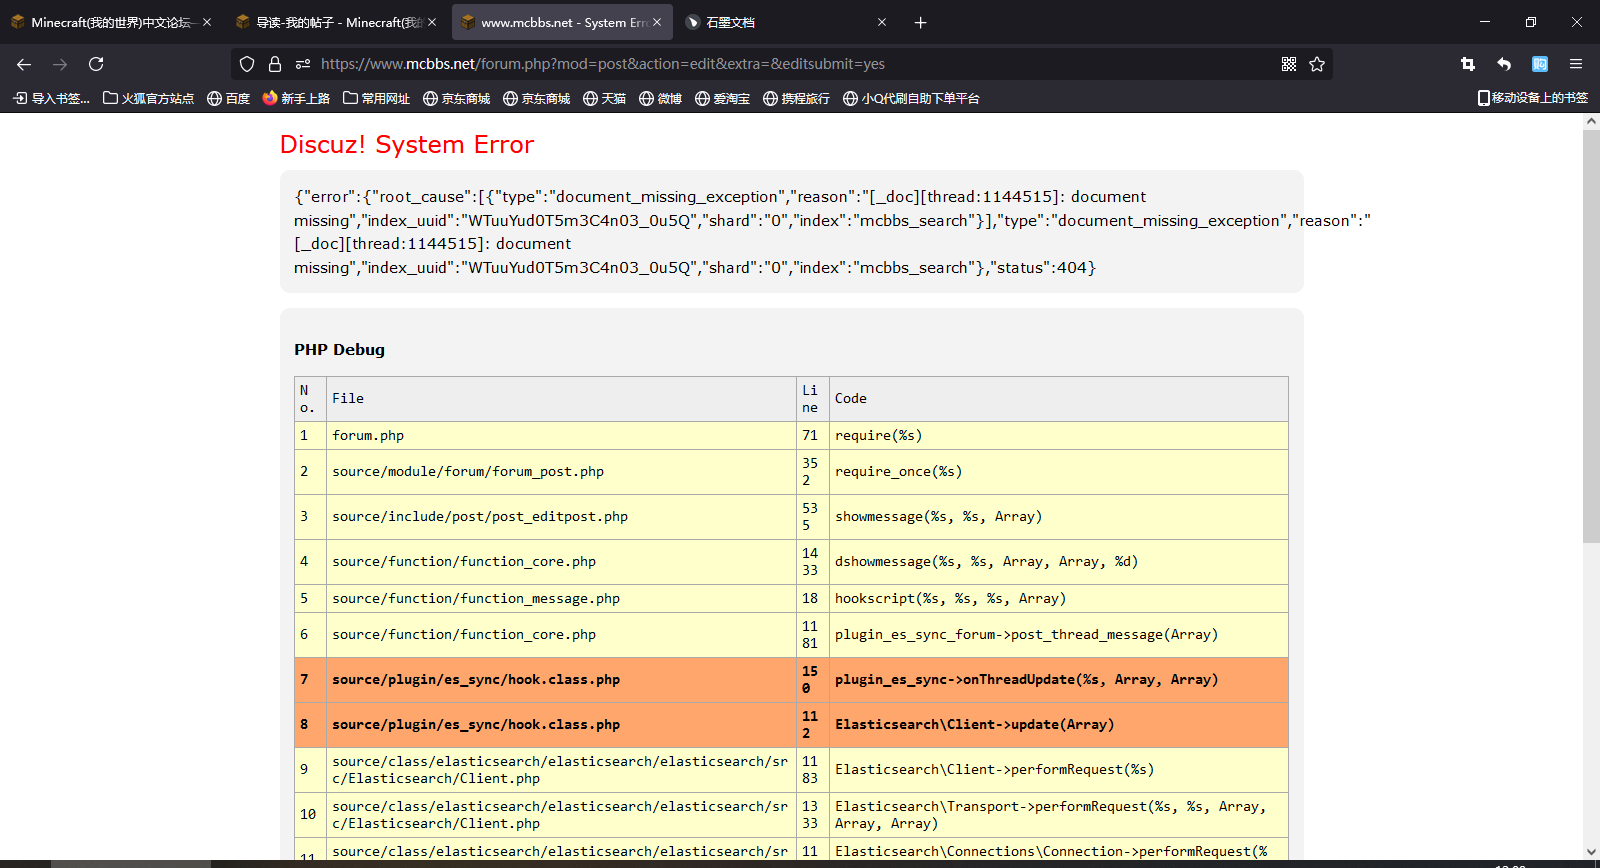 Minecraft(我的世界)中文论坛—
导读-我的帖子 - Minecraft(我的
www.mcbbs.net - System Erro
石墨文档
https://www.mcbbs.net/forum.php?mod=post&action=edit&extra=&editsubmit=yes
购
导入书签... 火狐官方站点 百度 新手上路 常用网址 京东商城 京东商城 天猫 微博 爱淘宝 携程旅行 小Q代刷自助下单平台 移动设备上的书签
Discuz! System Error
{"error":{"root_cause":[{"type":"document_missing_exception","reason":"[_doc][thread:1144515]: document
missing","index_uuid":"WTuuYud0T5m3C4n03_0u5Q","shard":"0","index":"mcbbs_search"}],"type":"document_missing_exception","reason":"
[_doc][thread:1144515]: document
missing","index_uuid":"WTuuYud0T5m3C4n03_0u5Q","shard":"0","index":"mcbbs_search"},"status":404}
PHP Debug
No. File Line Code
1 forum.php 71 require(%s)
2 source/module/forum/forum_post.php 352 require_once(%s)
3 source/include/post/post_editpost.php 535 showmessage(%s, %s, Array)
4 source/function/function_core.php 1433 dshowmessage(%s, %s, Array, Array, %d)
5 source/function/function_message.php 18 hookscript(%s, %s, %s, Array)
6 source/function/function_core.php 1181 plugin_es_sync_forum->post_thread_message(Array)
7 source/plugin/es_sync/hook.class.php 150 plugin_es_sync->onThreadUpdate(%s, Array, Array)
8 source/plugin/es_sync/hook.class.php 112 Elasticsearch\Client->update(Array)
9 source/class/elasticsearch/elasticsearch/elasticsearch/src/Elasticsearch/Client.php 1183 Elasticsearch\Client->performRequest(%s)
10 source/class/elasticsearch/elasticsearch/elasticsearch/src/Elasticsearch/Client.php 1333 Elasticsearch\Transport->performRequest(%s, %s, Array, Array, Array)
11 source/class/elasticsearch/elasticsearch/elasticsearch/sr 11 Elasticsearch\Connections\Connection->performRequest(%